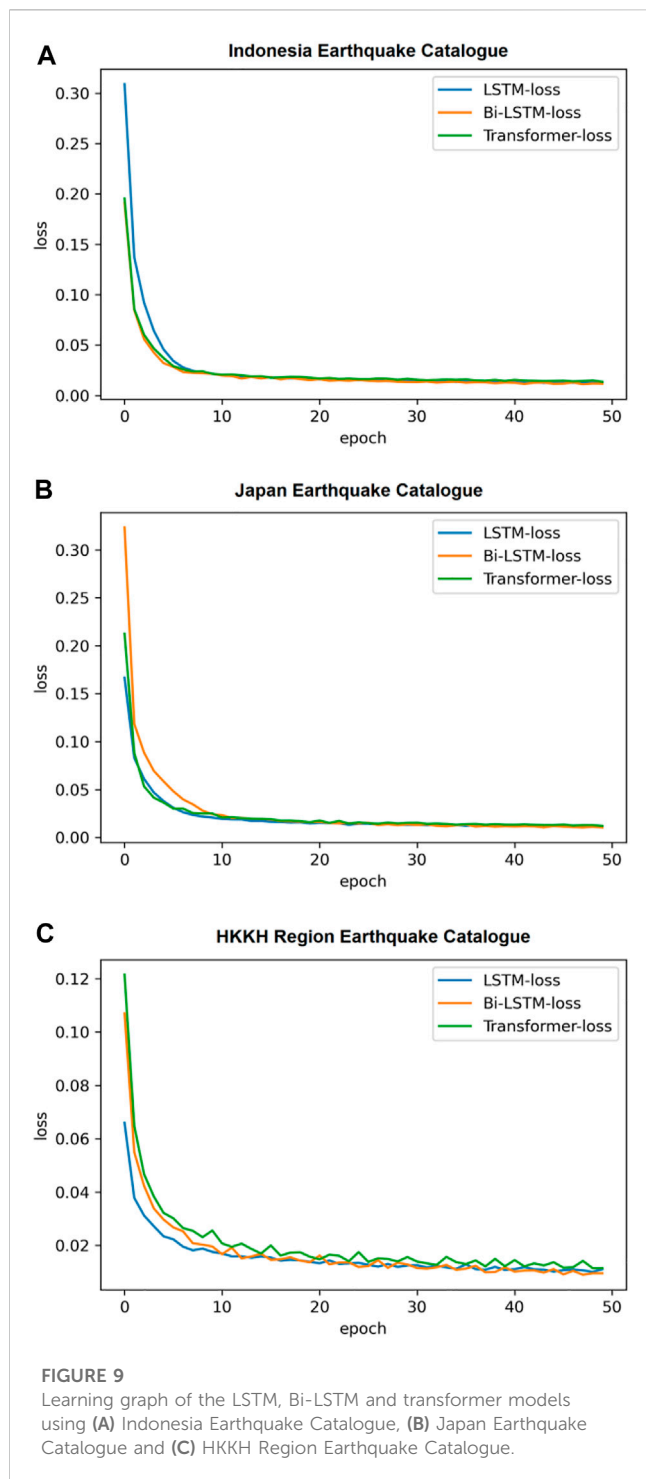 A
Indonesia Earthquake Catalogue
LSTM-loss
Bi-LSTM-loss
Transformer-loss
0.30
0.25
0.20
0.15
0.10
0.05
0.00
loss
0 10 20 30 40 50
epoch
B
Japan Earthquake Catalogue
LSTM-loss
Bi-LSTM-loss
Transformer-loss
0.30
0.25
0.20
0.15
0.10
0.05
0.00
loss
0 10 20 30 40 50
epoch
C
HKKH Region Earthquake Catalogue
LSTM-loss
Bi-LSTM-loss
Transformer-loss
0.12
0.10
0.08
0.06
0.04
0.02
loss
0 10 20 30 40 50
epoch
FIGURE 9
Learning graph of the LSTM, Bi-LSTM and transformer models
using (A) Indonesia Earthquake Catalogue, (B) Japan Earthquake
Catalogue and (C) HKKH Region Earthquake Catalogue.